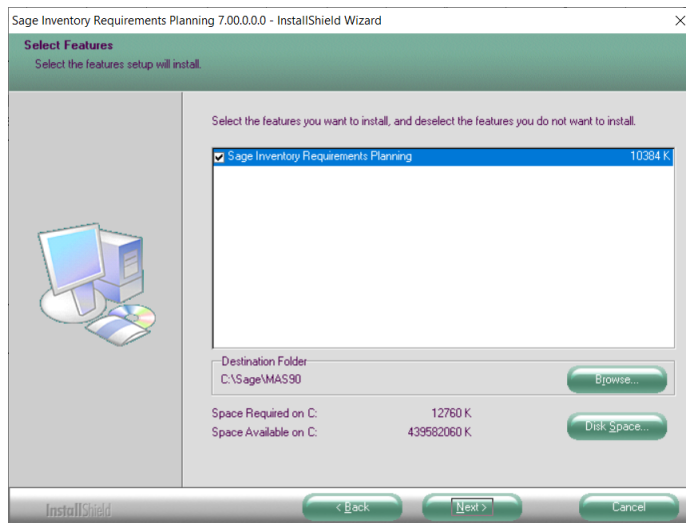 Sage Inventory Requirements Planning 7.00.0.0.0 - InstallShield Wizard
Select Features
Select the features setup will install.
Select the features you want to install, and deselect the features you do not want to install.
Sage Inventory Requirements Planning 10384 K
Destination Folder
C:\Sage\MAS90
Browse...
Space Required on C: 12760 K
Space Available on C: 439582060 K
Disk Space...
InstallShield
< Back
Next >
Cancel